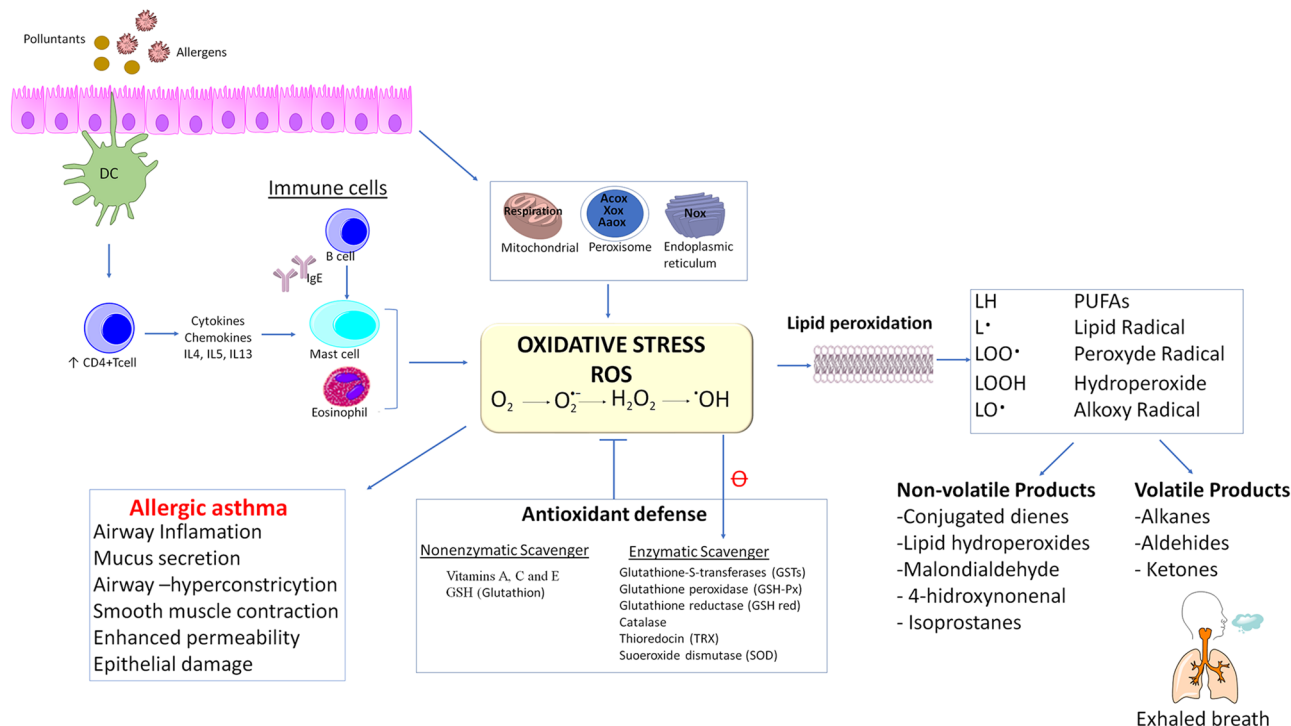 Polluntants
Allergens
DC
Immune cells
B cell
IgE
↑ CD4+Tcell
Cytokines
Chemokines
IL4, IL5, IL13
Mast cell
Eosinophil
Respiration
Mitochondrial
Acox
Xox
Aaox
Peroxisome
Nox
Endoplasmic
reticulum
OXIDATIVE STRESS
ROS
O₂ → O₂•− → H₂O₂ → •OH
Lipid peroxidation
LH PUFAs
L• Lipid Radical
LOO• Peroxyde Radical
LOOH Hydroperoxide
LO• Alkoxy Radical
Allergic asthma
Airway Inflamation
Mucus secretion
Airway –hyperconstricytion
Smooth muscle contraction
Enhanced permeability
Epithelial damage
Antioxidant defense
Nonenzymatic Scavenger
Vitamins A, C and E
GSH (Glutathion)
Enzymatic Scavenger
Glutathione-S-transferases (GSTs)
Glutathione peroxidase (GSH-Px)
Glutathione reductase (GSH red)
Catalase
Thioredocin (TRX)
Suoeroxide dismutase (SOD)
Non-volatile Products
-Conjugated dienes
-Lipid hydroperoxides
-Malondialdehyde
- 4-hidroxynonenal
- Isoprostanes
Volatile Products
-Alkanes
-Aldehides
- Ketones
Exhaled breath